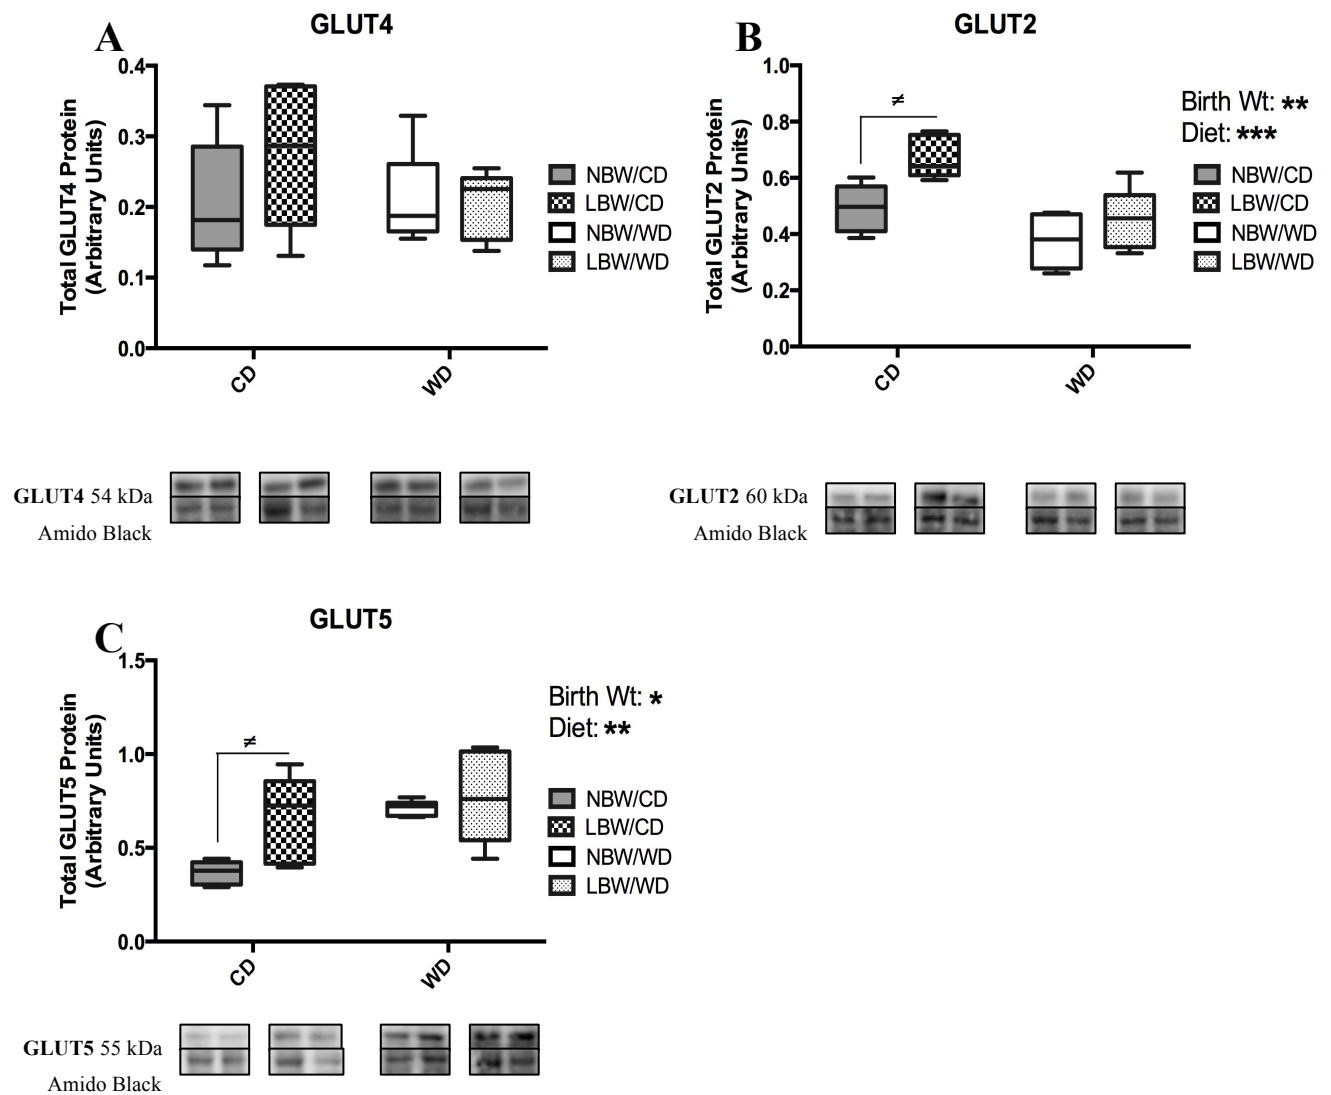 A
GLUT4
Total GLUT4 Protein
(Arbitrary Units)
0.4
0.3
0.2
0.1
0.0
CD
WD
NBW/CD
LBW/CD
NBW/WD
LBW/WD
GLUT4 54 kDa
Amido Black
B
GLUT2
Total GLUT2 Protein
(Arbitrary Units)
1.0
0.8
0.6
0.4
0.2
0.0
≠
CD
WD
Birth Wt: **
Diet: ***
NBW/CD
LBW/CD
NBW/WD
LBW/WD
GLUT2 60 kDa
Amido Black
C
GLUT5
Total GLUT5 Protein
(Arbitrary Units)
1.5
1.0
0.5
0.0
≠
CD
WD
Birth Wt: *
Diet: **
NBW/CD
LBW/CD
NBW/WD
LBW/WD
GLUT5 55 kDa
Amido Black